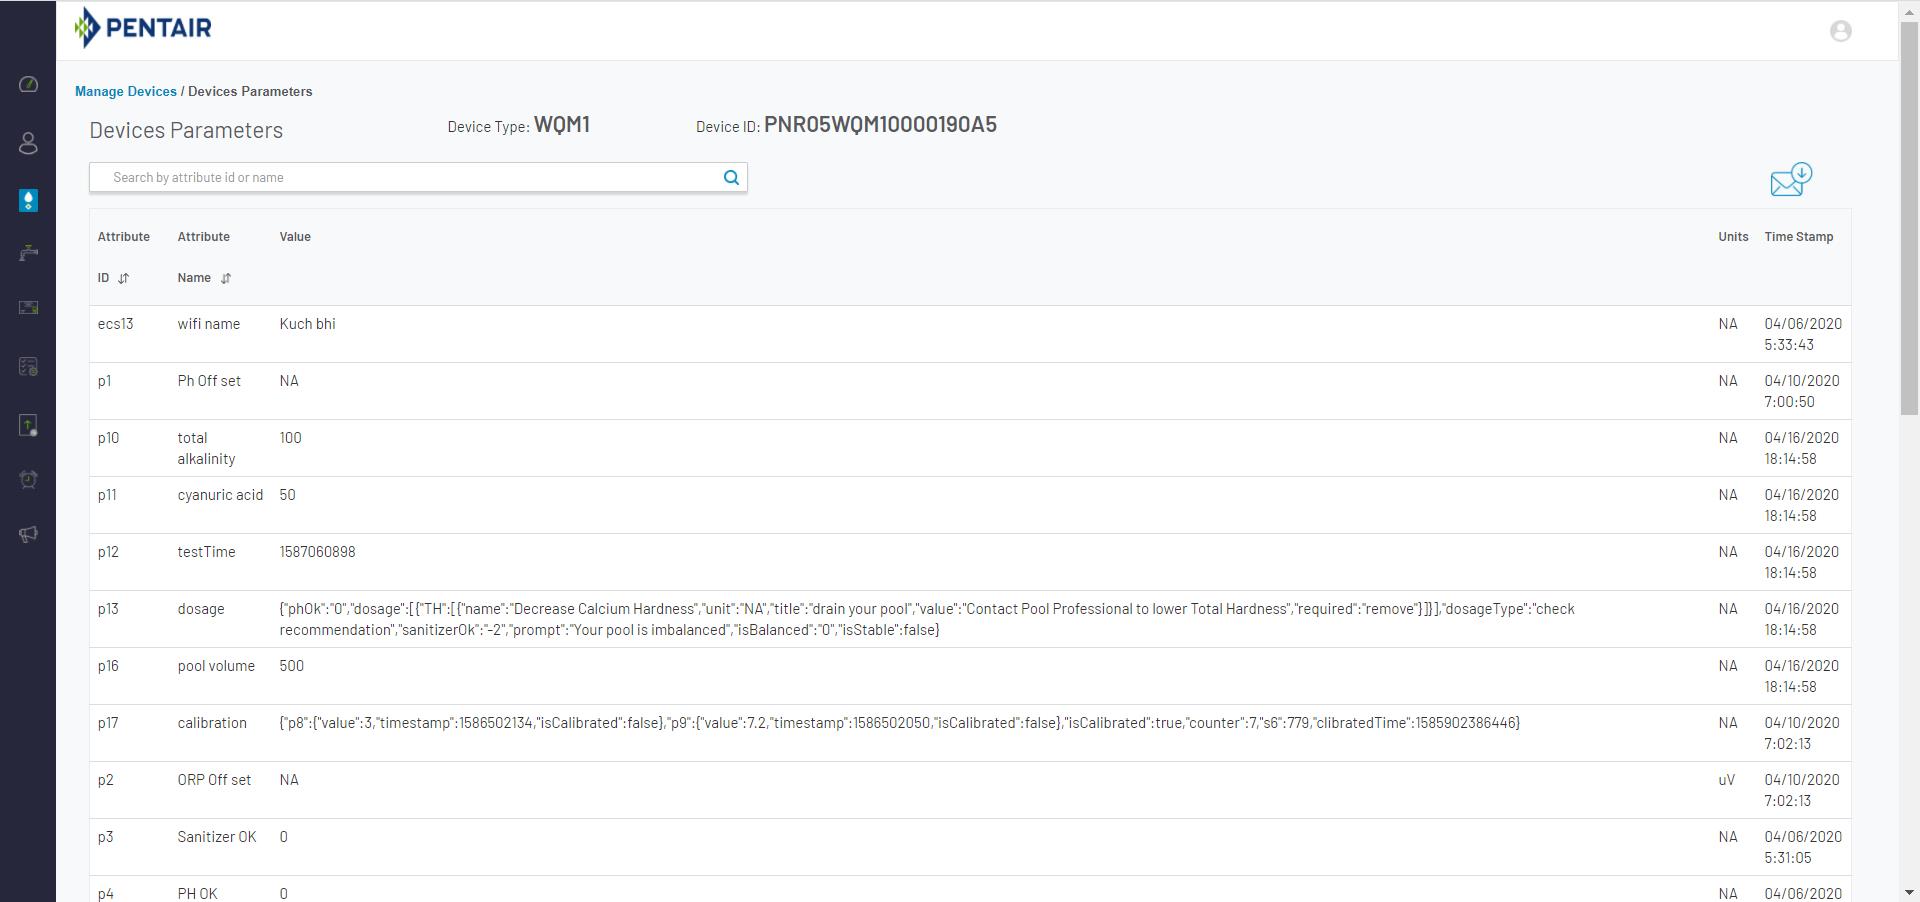 PENTAIR
Manage Devices / Devices Parameters
Devices Parameters
Device Type: WQM1
Device ID: PNR05WQM10000190A5
Search by attribute id or name
Attribute ID
Attribute Name
Value
Units
Time Stamp
ecs13 wifi name Kuch bhi NA 04/06/2020
5:33:43
p1 Ph Off set NA NA 04/10/2020
7:00:50
p10 total 100 NA 04/16/2020
alkalinity 18:14:58
p11 cyanuric acid 50 NA 04/16/2020
18:14:58
p12 testTime 1587060898 NA 04/16/2020
18:14:58
p13 dosage {"phOk":"0","dosage":[{"TH":[{"name":"Decrease Calcium Hardness","unit":"NA","title":"drain your pool","value":"Contact Pool Professional to lower Total Hardness","required":"remove"}]}],"dosageType":"check NA 04/16/2020
recommendation","sanitizerOk":"-2","prompt":"Your pool is imbalanced","isBalanced":"0","isStable":false} 18:14:58
p16 pool volume 500 NA 04/16/2020
18:14:58
p17 calibration {"p8":{"value":3,"timestamp":1586502134,"isCalibrated":false},"p9":{"value":7.2,"timestamp":1586502050,"isCalibrated":false},"isCalibrated":true,"counter":7,"s6":779,"clibratedTime":1585902386446} NA 04/10/2020
7:02:13
p2 ORP Off set NA uV 04/10/2020
7:02:13
p3 Sanitizer OK 0 NA 04/06/2020
5:31:05
p4 PH OK 0 NA 04/06/2020